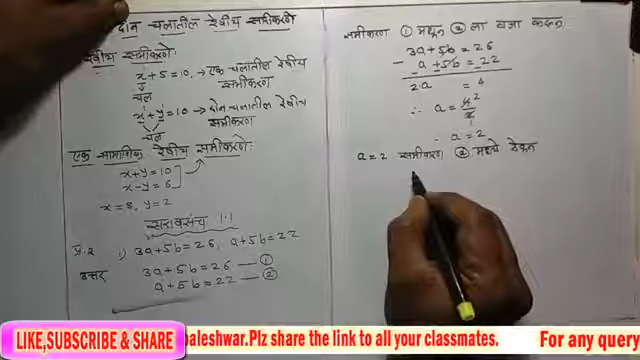 दोन चलातील रेषीय समीकरणे
रेषीय समीकरणे:
x + 5 = 10, → एक चलातील रेषीय
समीकरण
चल
x + y = 10 → दोन चलातील रेषीय
समीकरण
चल
एक सामायिक रेषीय समीकरणे:
x + y = 10
x - y = 6
x = 8, y = 2
सरावसंच 1.1
प्र.2 1) 3a + 5b = 26, a + 5b = 22
उत्तर 3a + 5b = 26 — ①
a + 5b = 22 — ②
समीकरण ① मधून ② ला वजा करून
3a + 5b = 26
- a + 5b = 22
2a = 4
∴ a = 4/2
∴ a = 2
a = 2 समीकरण ② मध्ये ठेवून
LIKE,SUBSCRIBE & SHARE baleshwar.Plz share the link to all your classmates. For any query